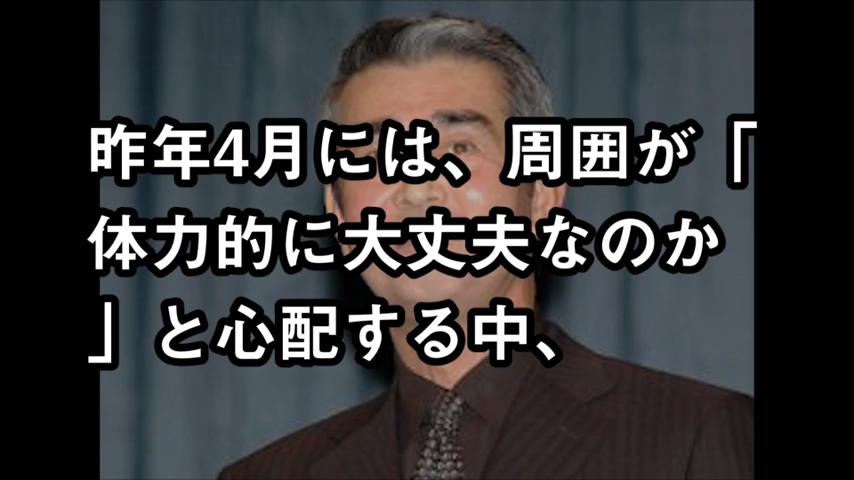 昨年4月には、周囲が「
体力的に大丈夫なのか
」と心配する中、